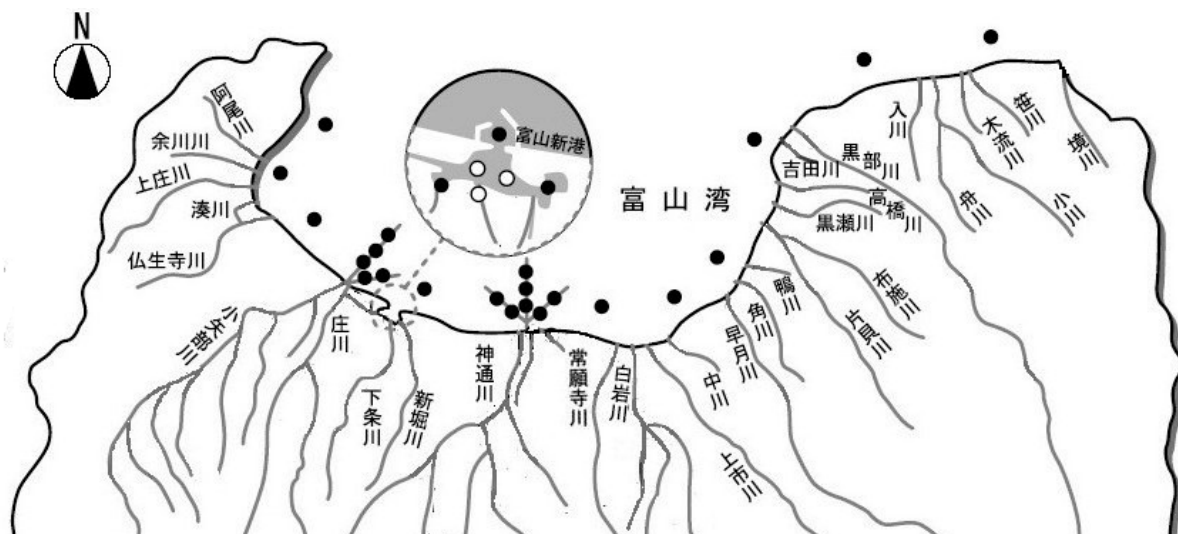 N
阿尾川
余川川
上庄川
湊川
仏生寺川
小矢部川
庄川
下条川
新堀川
富山新港
神通川
常願寺川
白岩川
中川
上市川
早月川
角川
鴨川
片貝川
布施川
黒瀬川
高橋川
吉田川
黒部川
入川
舟川
小川
木流川
笹川
境川
富山湾